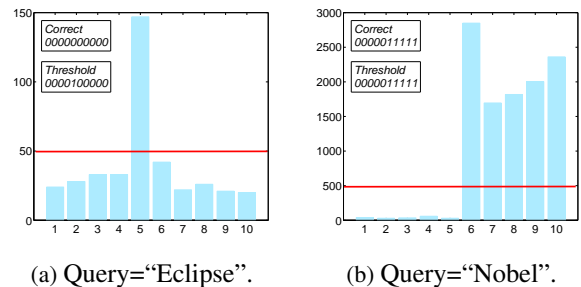 150
100
50
0
Correct
0000000000
Threshold
0000100000
1 2 3 4 5 6 7 8 9 10
(a) Query=“Eclipse”.
3000
2500
2000
1500
1000
500
0
Correct
0000011111
Threshold
0000011111
1 2 3 4 5 6 7 8 9 10
(b) Query=“Nobel”.